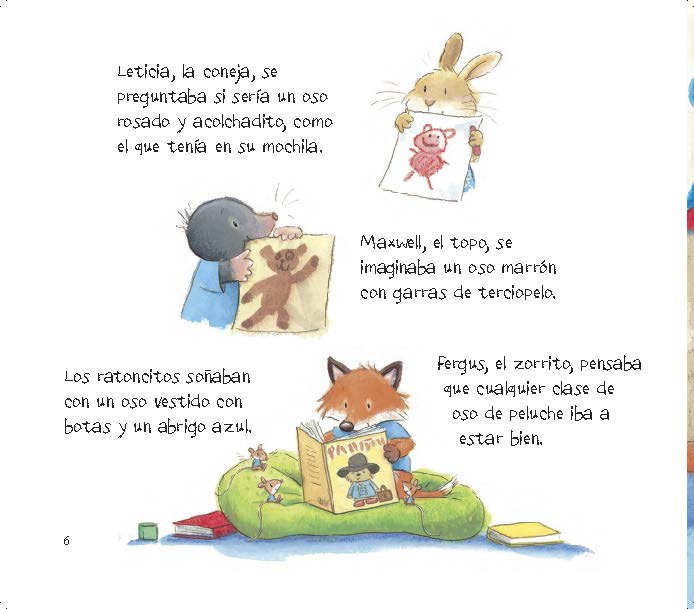 Leticia, la coneja, se
preguntaba si sería un oso
rosado y acolchadito, como
el que tenía en su mochila.
Maxwell, el topo, se
imaginaba un oso marrón
con garras de terciopelo.
Los ratoncitos soñaban
con un oso vestido con
botas y un abrigo azul.
Fergus, el zorrito, pensaba
que cualquier clase de
oso de peluche iba a
estar bien.
6